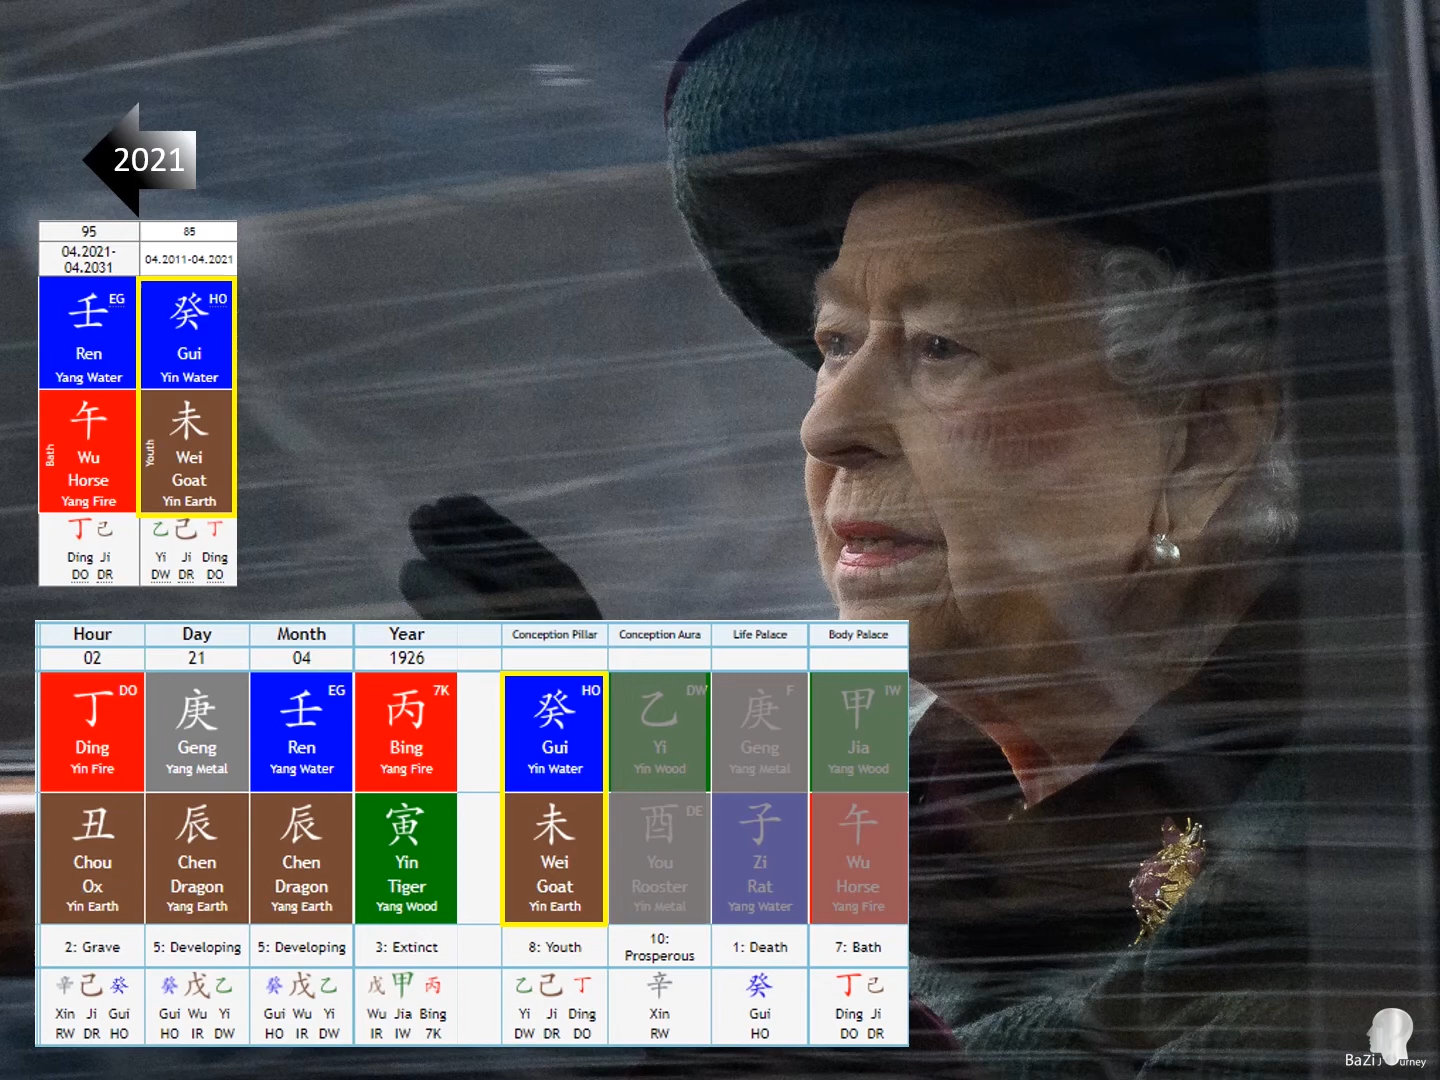 2021
95 85
04.2021-
04.2031
04.2011-04.2021
壬 EG 癸 HO
Ren Gui
Yang Water Yin Water
午 未
Bath Youth
Wu Wei
Horse Goat
Yang Fire Yin Earth
丁 己 乙 己 丁
Ding Ji Yi Ji Ding
DO DR DW DR DO
Hour Day Month Year Conception Pillar Conception Aura Life Palace Body Palace
02 21 04 1926
丁 DO 庚 壬 EG 丙 7K 癸 HO 乙 DW 庚 F 甲 IW
Ding Geng Ren Bing Gui Yi Geng Jia
Yin Fire Yang Metal Yang Water Yang Fire Yin Water Yin Wood Yang Metal Yang Wood
丑 辰 辰 寅 未 酉 DE 子 午
Chou Chen Chen Yin Wei You Zi Wu
Ox Dragon Dragon Tiger Goat Rooster Rat Horse
Yin Earth Yang Earth Yang Earth Yang Wood Yin Earth Yin Metal Yang Water Yang Fire
2: Grave 5: Developing 5: Developing 3: Extinct 8: Youth 10: Prosperous 1: Death 7: Bath
辛 己 癸 癸 戊 乙 癸 戊 乙 戊 甲 丙 乙 己 丁 辛 癸 丁 己
Xin Ji Gui Gui Wu Yi Gui Wu Yi Wu Jia Bing Yi Ji Ding Xin Gui Ding Ji
RW DR HO HO IR DW HO IR DW IR IW 7K DW DR DO RW HO DO DR
BaZi J urney